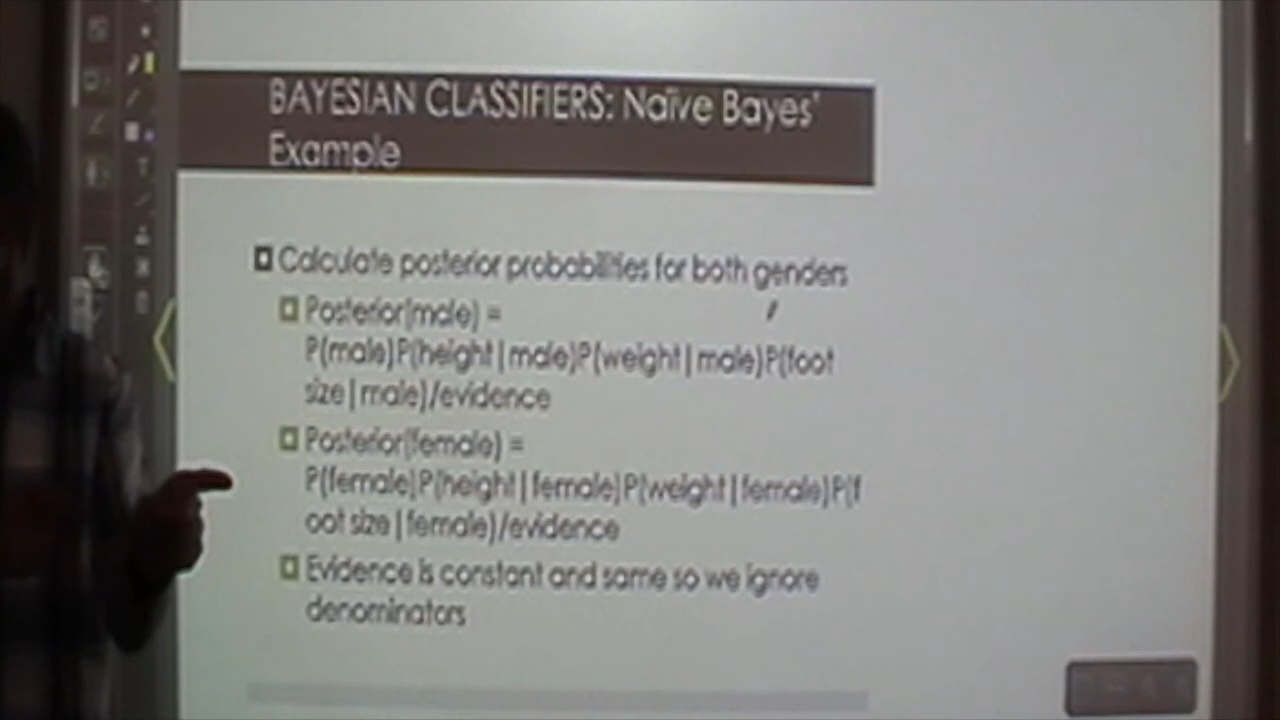 BAYESIAN CLASSIFIERS: Naïve Bayes'
Example
Calculate posterior probabilities for both genders
Posterior(male) =
P(male)P(height|male)P(weight|male)P(foot
size|male)/evidence
Posterior(female) =
P(female)P(height|female)P(weight|female)P(f
oot size|female)/evidence
Evidence is constant and same so we ignore
denominators